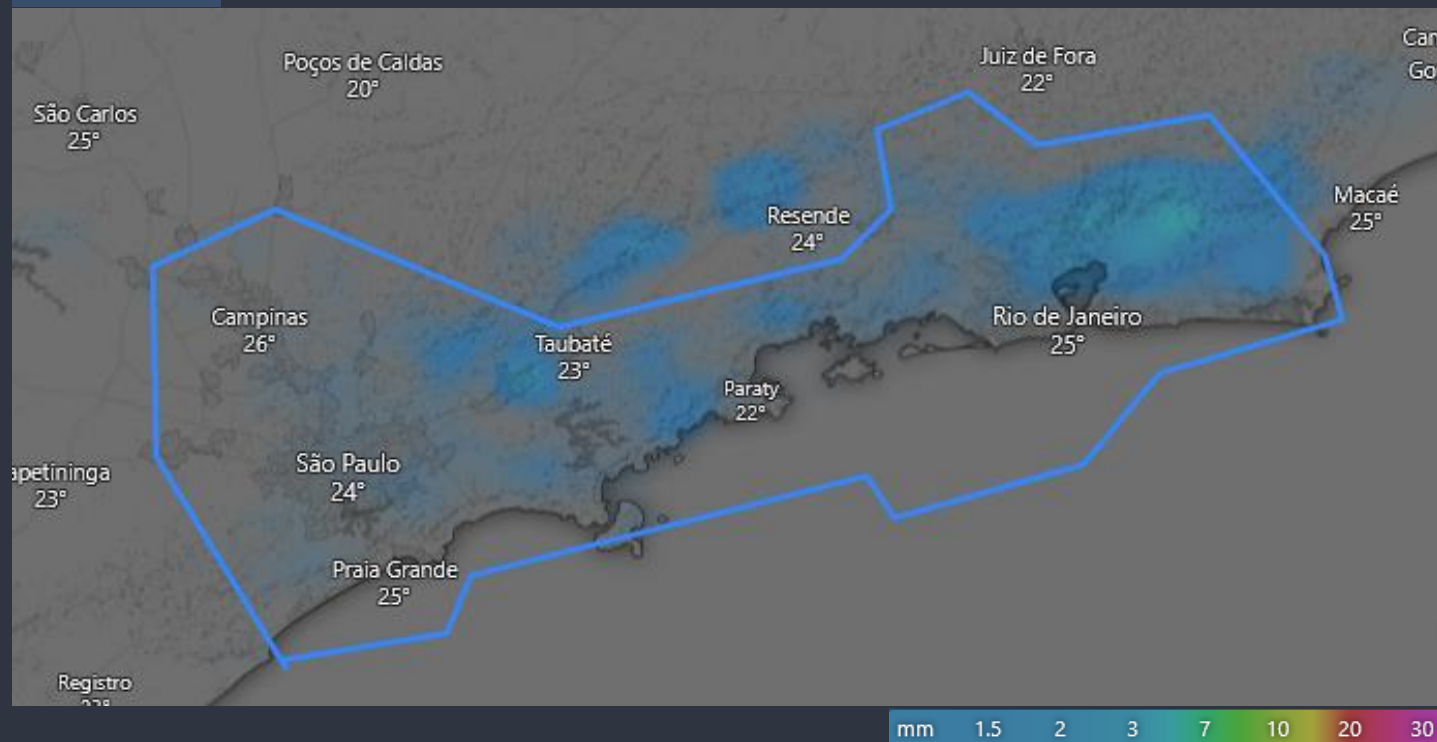 Juiz de Fora
22°
Poços de Caldas
20°
São Carlos
25°
Macaé
25°
Resende
24°
Campinas
26°
Rio de Janeiro
25°
Taubaté
23°
Paraty
22°
São Paulo
24°
apetininga
23°
Praia Grande
25°
Registro
mm 1.5 2 3 7 10 20 30